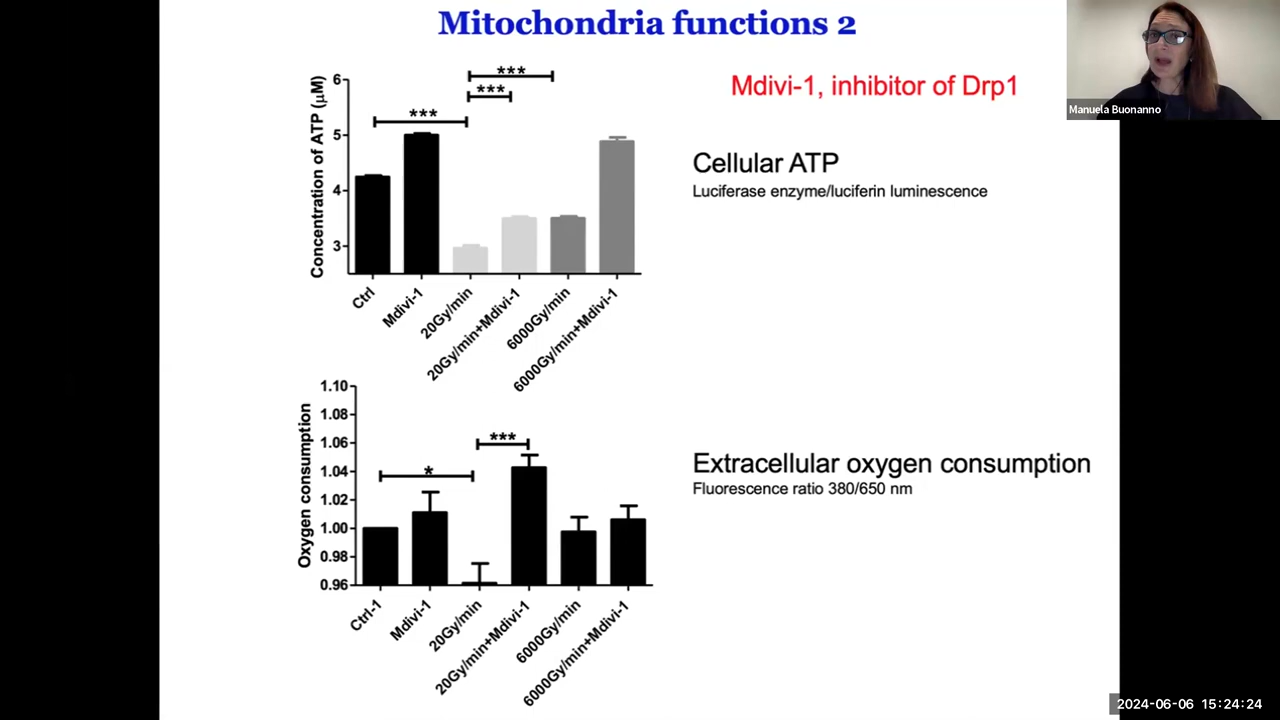 Mitochondria functions 2
Manuela Buonanno
Mdivi-1, inhibitor of Drp1
Cellular ATP
Luciferase enzyme/luciferin luminescence
Concentration of ATP (μM)
6
5
4
3
***
***
***
Ctrl
Mdivi-1
20Gy/min
20Gy/min+Mdivi-1
6000Gy/min
6000Gy/min+Mdivi-1
Extracellular oxygen consumption
Fluorescence ratio 380/650 nm
Oxygen consumption
1.10
1.08
1.06
1.04
1.02
1.00
0.98
0.96
***
*
Ctrl-1
Mdivi-1
20Gy/min
20Gy/min+Mdivi-1
6000Gy/min
6000Gy/min+Mdivi-1
2024-06-06 15:24:24